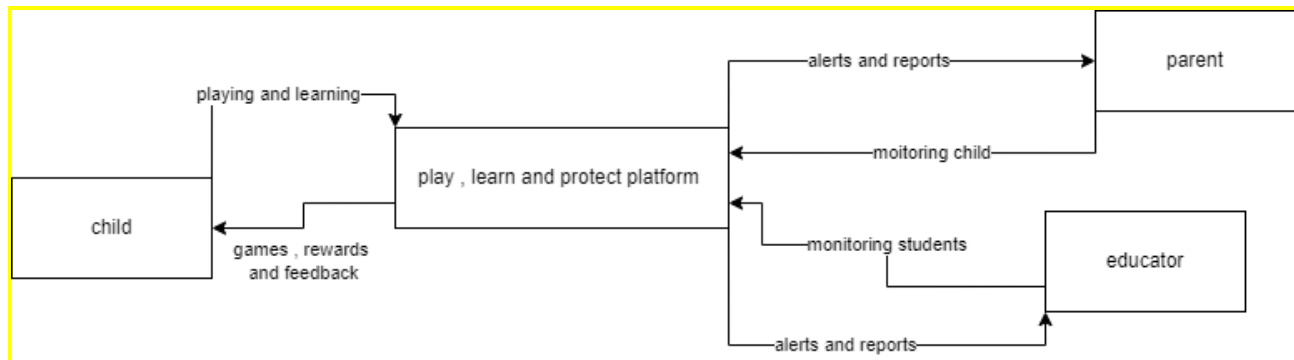 alerts and reports
parent
playing and learning
moitoring child
play , learn and protect platform
child
games , rewards
and feedback
monitoring students
educator
alerts and reports